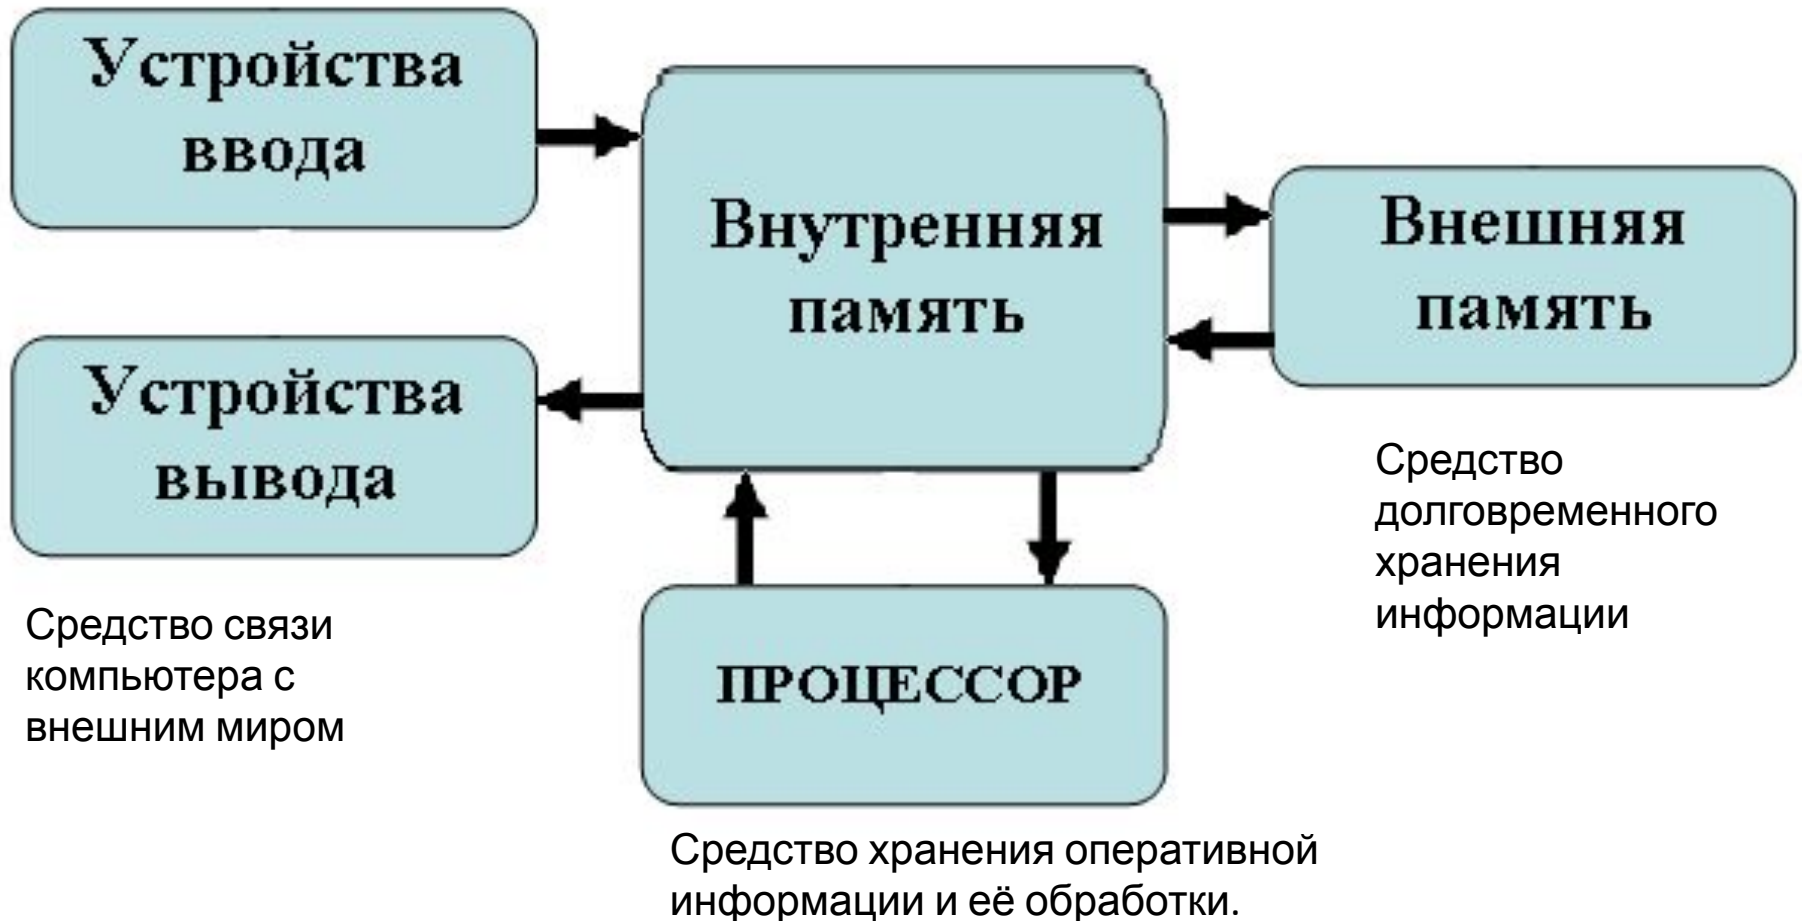 Устройства
ввода
Внутренняя
память
Внешняя
память
Устройства
вывода
Средство
долговременного
хранения
информации
Средство связи
компьютера с
внешним миром
ПРОЦЕССОР
Средство хранения оперативной
информации и её обработки.